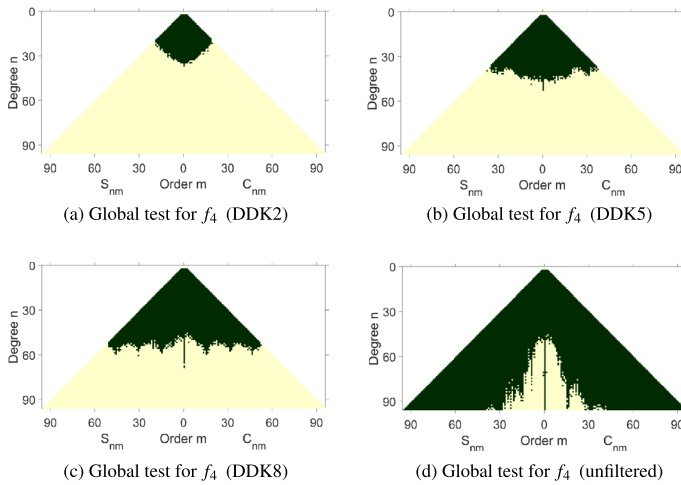 0
30
60
90
Degree n
90 60 30 0 30 60 90
S_nm Order m C_nm
(a) Global test for f_4 (DDK2)
0
30
60
90
Degree n
90 60 30 0 30 60 90
S_nm Order m C_nm
(b) Global test for f_4 (DDK5)
0
30
60
90
Degree n
90 60 30 0 30 60 90
S_nm Order m C_nm
(c) Global test for f_4 (DDK8)
0
30
60
90
Degree n
90 60 30 0 30 60 90
S_nm Order m C_nm
(d) Global test for f_4 (unfiltered)